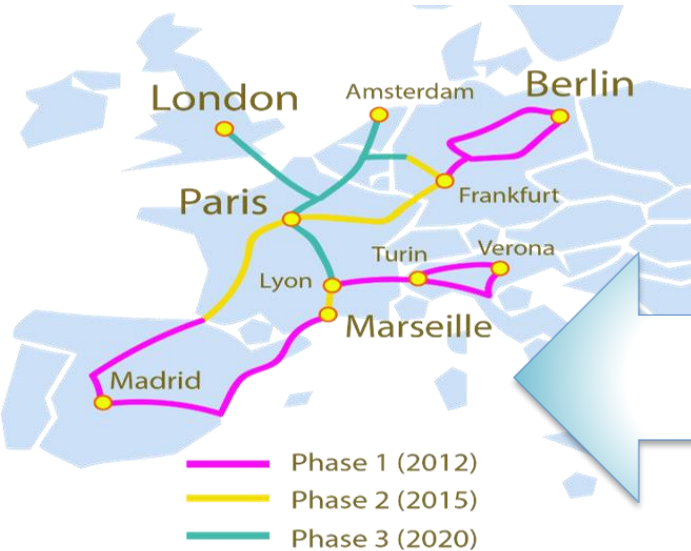 London
Amsterdam
Berlin
Paris
Frankfurt
Turin
Verona
Lyon
Marseille
Madrid
Phase 1 (2012)
Phase 2 (2015)
Phase 3 (2020)